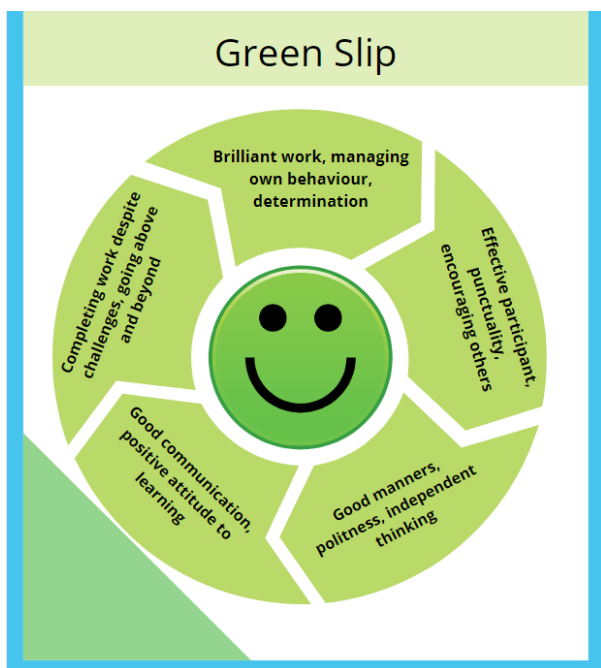 Green Slip
Brilliant work, managing
own behaviour,
determination
Effective participant,
punctuality,
encouraging others
Good manners,
politness, independent
thinking
Good communication,
positive attitude to
learning
Completing work despite
challenges, going above
and beyond